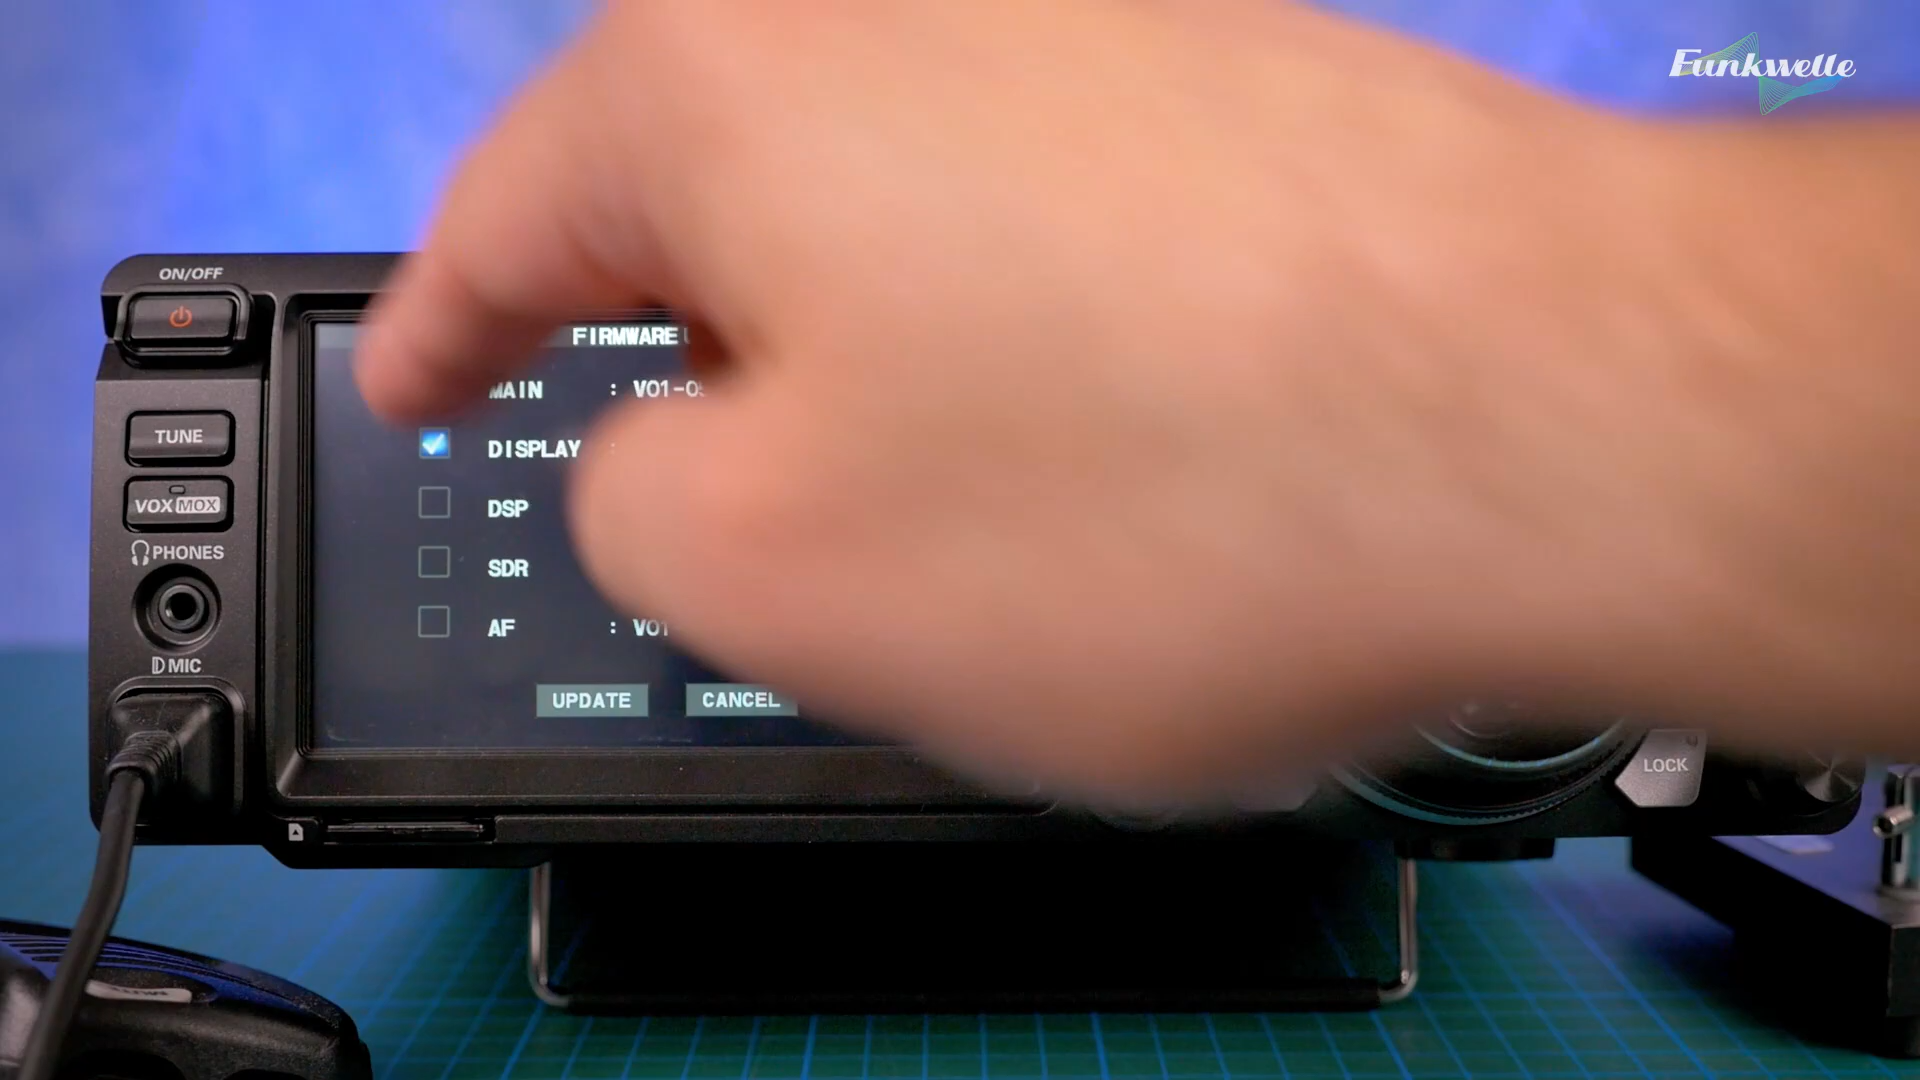 Funkwelle
ON/OFF
FIRMWARE
MAIN : V01-0
TUNE
DISPLAY :
VOX MOX
DSP
PHONES
SDR
AF : V01
MIC
UPDATE CANCEL
LOCK